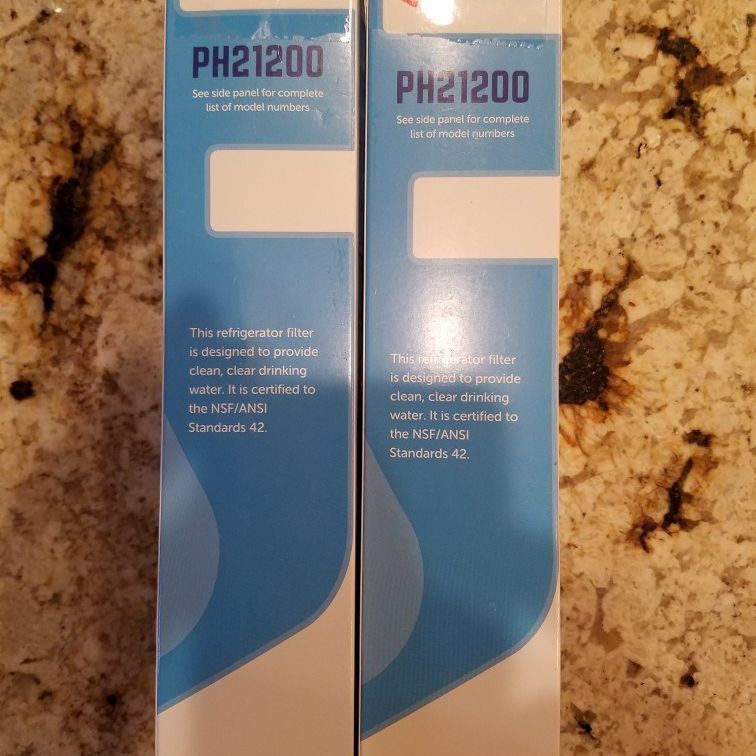 PH21200
See side panel for complete
list of model numbers
This refrigerator filter
is designed to provide
clean, clear drinking
water. It is certified to
the NSF/ANSI
Standards 42.
PH21200
See side panel for complete
list of model numbers
This refrigerator filter
is designed to provide
clean, clear drinking
water. It is certified to
the NSF/ANSI
Standards 42.